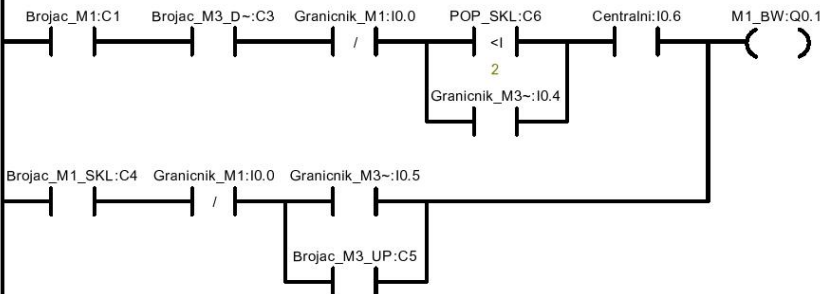 Brojac_M1:C1 Brojac_M3_D~:C3 Granicnik_M1:I0.0 POP_SKL:C6 Centralni:I0.6 M1_BW:Q0.1
/ <I
2
Granicnik_M3~:I0.4
Brojac_M1_SKL:C4 Granicnik_M1:I0.0 Granicnik_M3~:I0.5
/
Brojac_M3_UP:C5